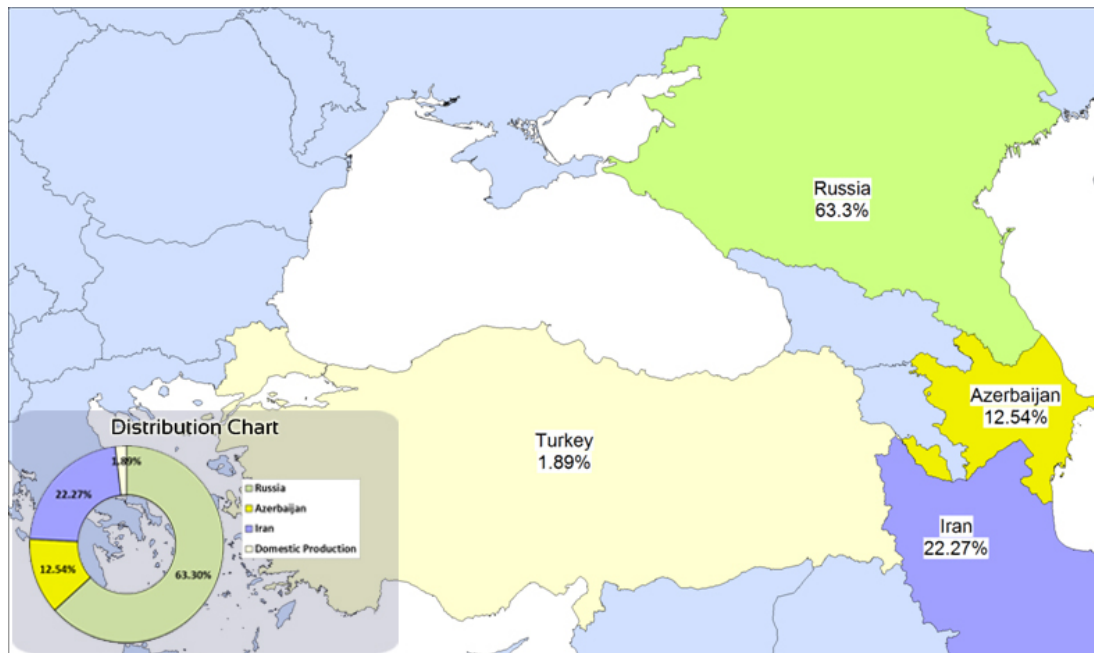 Russia
63.3%
Azerbaijan
12.54%
Turkey
1.89%
Iran
22.27%
Distribution Chart
1.89%
22.27%
12.54%
63.30%
Russia
Azerbaijan
Iran
Domestic Production